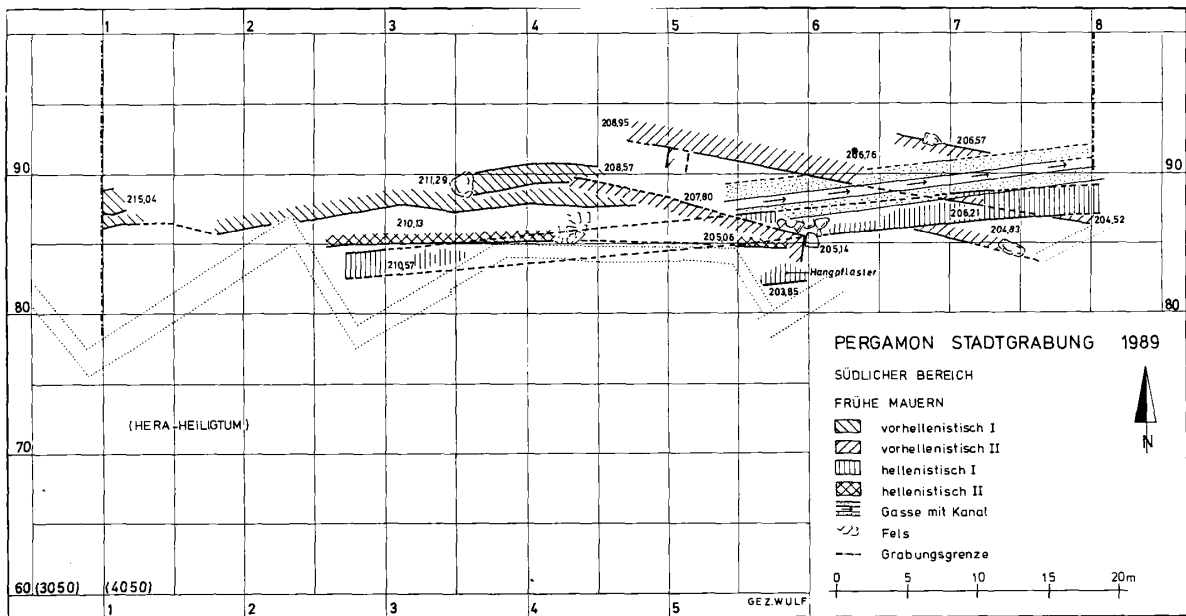 1 2 3 4 5 6 7 8
208,95
206,76
206,57
90
211,29
208,57
90
215,04
207,80
210,13
206,21
204,52
205,06
205,14
204,83
210,57
Hangpflaster
203,85
80
80
PERGAMON STADTGRABUNG 1989
SÜDLICHER BEREICH
FRÜHE MAUERN
vorhellenistisch I
vorhellenistisch II
hellenistisch I
hellenistisch II
Gasse mit Kanal
Fels
Grabungsgrenze
N
(HERA-HEILIGTUM)
70
0 5 10 15 20m
60 (3050) (4050)
GEZ.WULF
1 2 3 4 5